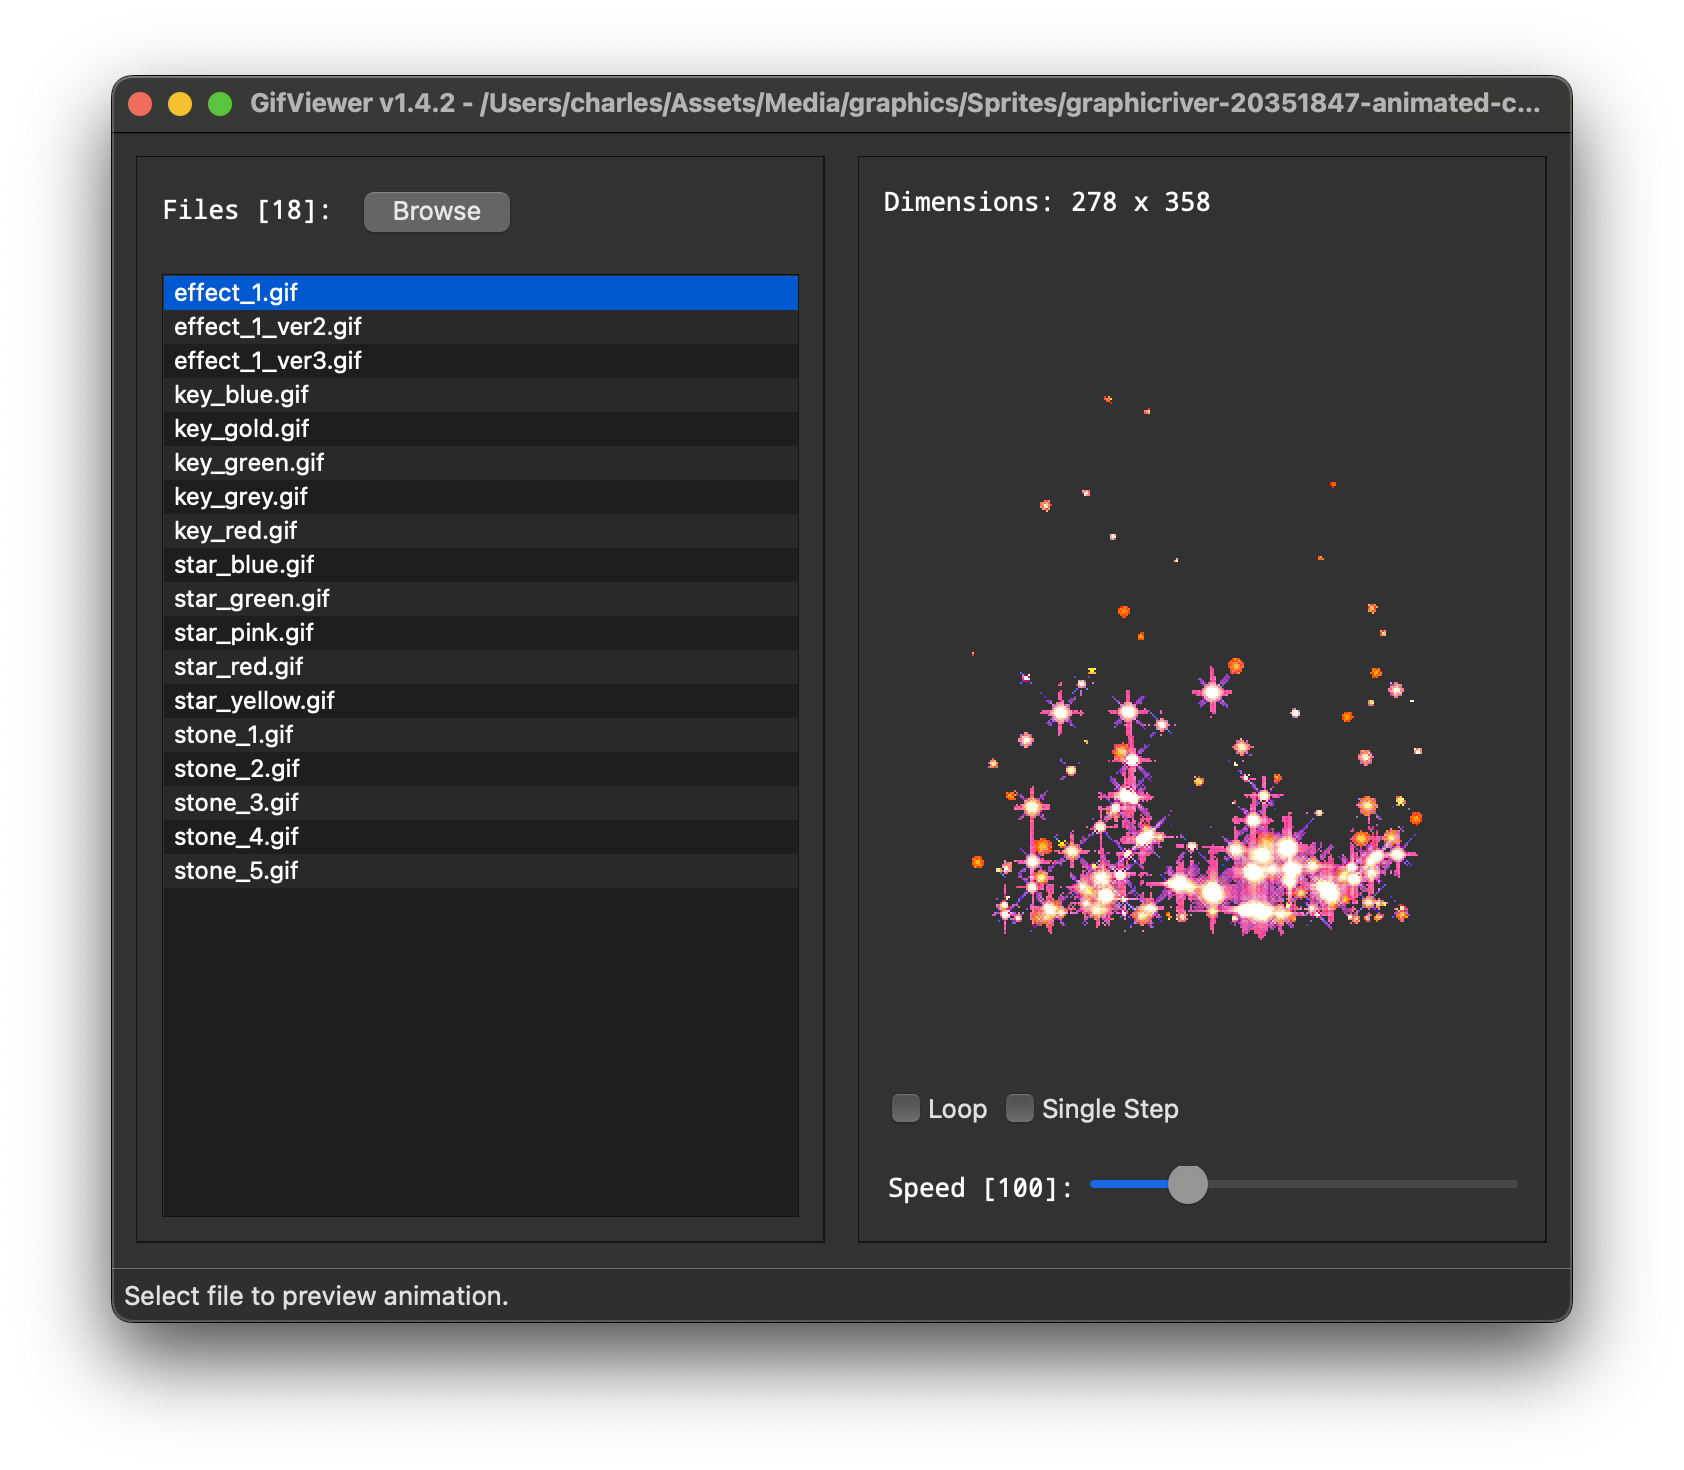 GifViewer v1.4.2 - /Users/charles/Assets/Media/graphics/Sprites/graphicriver-20351847-animated-c...
Files [18]:
Browse
effect_1.gif
effect_1_ver2.gif
effect_1_ver3.gif
key_blue.gif
key_gold.gif
key_green.gif
key_grey.gif
key_red.gif
star_blue.gif
star_green.gif
star_pink.gif
star_red.gif
star_yellow.gif
stone_1.gif
stone_2.gif
stone_3.gif
stone_4.gif
stone_5.gif
Dimensions: 278 x 358
Loop
Single Step
Speed [100]:
Select file to preview animation.